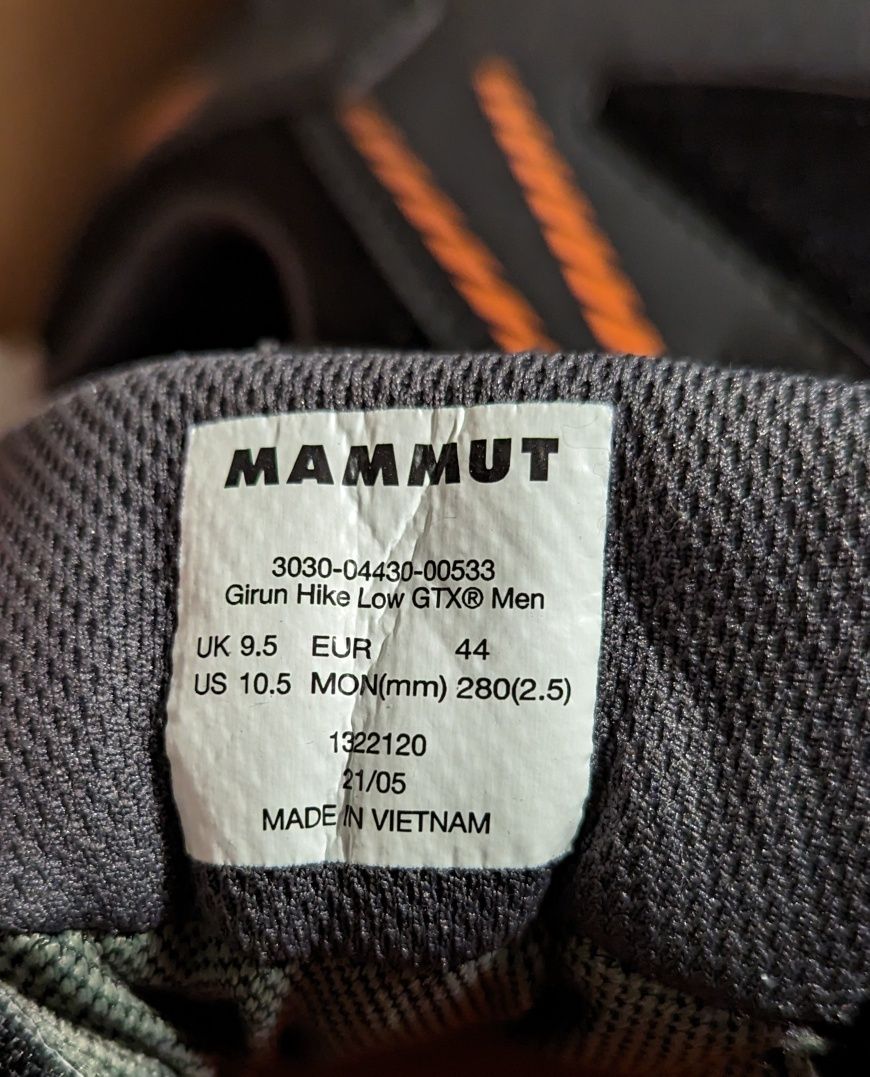 MAMMUT
3030-04430-00533
Girun Hike Low GTX® Men
UK 9.5 EUR 44
US 10.5 MON(mm) 280(2.5)
1322120
21/05
MADE IN VIETNAM